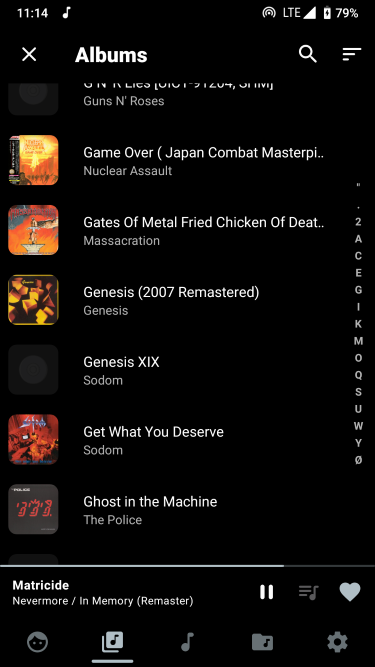 11:14
LTE 79%
Albums
G N' R Lies [UICY-91204, SHM]
Guns N' Roses
Game Over ( Japan Combat Masterpi..
Nuclear Assault
Gates Of Metal Fried Chicken Of Deat..
Massacration
Genesis (2007 Remastered)
Genesis
Genesis XIX
Sodom
Get What You Deserve
Sodom
Ghost in the Machine
The Police
"
.
2
A
C
E
G
I
K
M
O
Q
S
U
W
Y
Ø
Matricide
Nevermore / In Memory (Remaster)